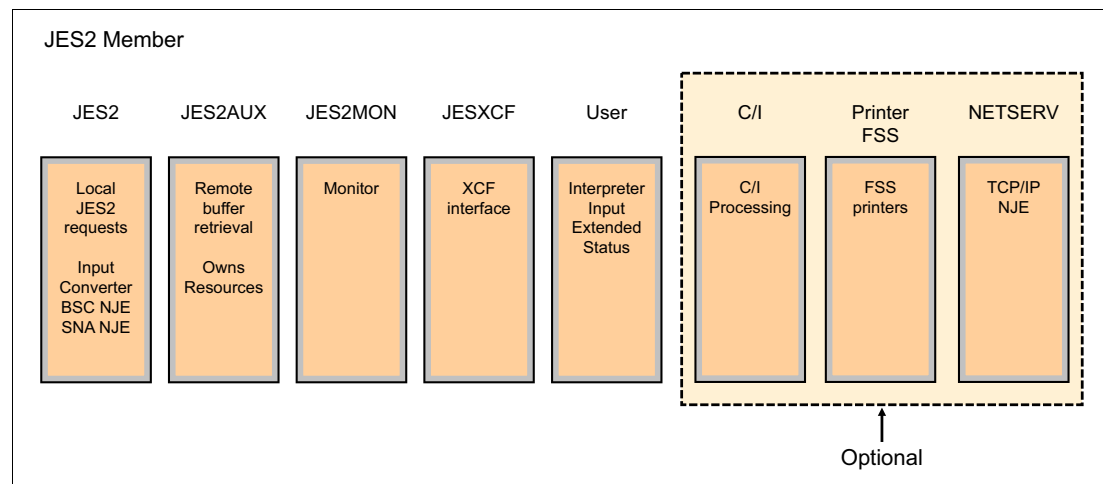 JES2 Member
JES2
JES2AUX
JES2MON
JESXCF
User
C/I
Printer
FSS
NETSERV
Local
JES2
requests
Input
Converter
BSC NJE
SNA NJE
Remote
buffer
retrieval
Owns
Resources
Monitor
XCF
interface
Interpreter
Input
Extended
Status
C/I
Processing
FSS
printers
TCP/IP
NJE
Optional